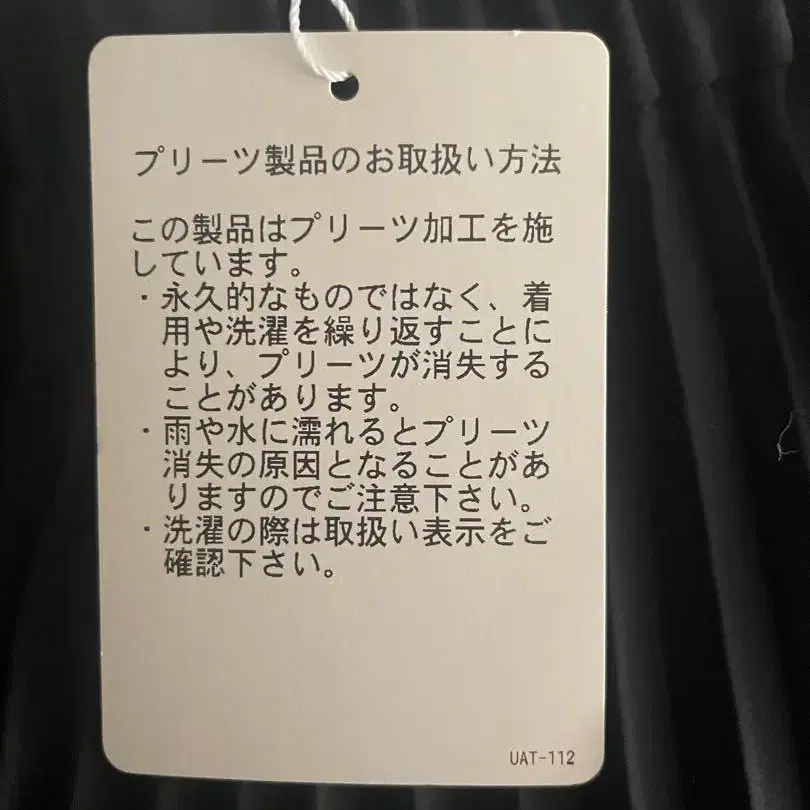 プリーツ製品のお取扱い方法
この製品はプリーツ加工を施
しています。
・永久的なものではなく、着
用や洗濯を繰り返すことに
より、プリーツが消失する
ことがあります。
・雨や水に濡れるとプリーツ
消失の原因となることがあ
りますのでご注意下さい。
・洗濯の際は取扱い表示をご
確認下さい。
UAT-112